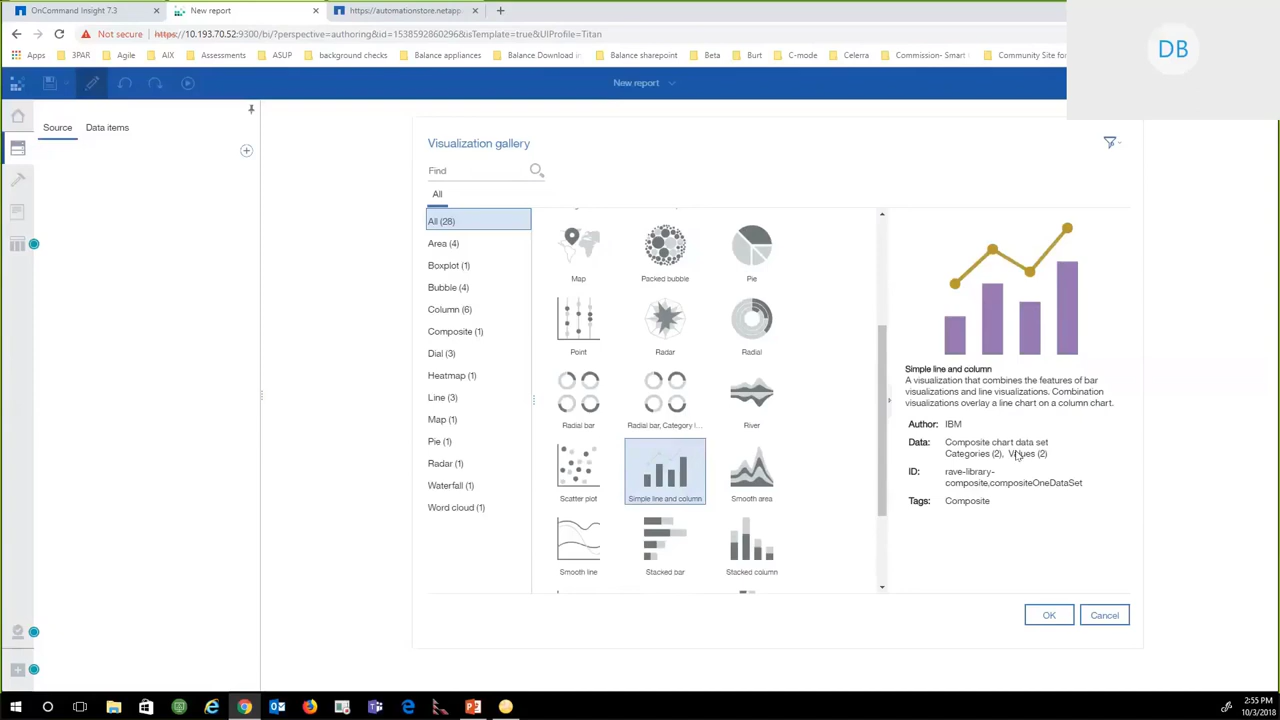 OnCommand Insight 7.3
New report
https://automationstore.netapp
Not secure
https://10.193.70.52:9300/bi/?perspective=authoring&id=1538592860296&isTemplate=true&UIProfile=Titan
Apps
3PAR
Agile
AIX
Assessments
ASUP
background checks
Balance appliances
Balance Download in
Balance sharepoint
Beta
Burt
C-mode
Celerra
Commission- Smart
Community Site for
DB
New report
Source
Data items
Visualization gallery
Find
All
All (28)
Area (4)
Boxplot (1)
Bubble (4)
Column (6)
Composite (1)
Dial (3)
Heatmap (1)
Line (3)
Map (1)
Pie (1)
Radar (1)
Waterfall (1)
Word cloud (1)
Map
Packed bubble
Pie
Point
Radar
Radial
Radial bar
Radial bar, Category l...
River
Scatter plot
Simple line and column
Smooth area
Smooth line
Stacked bar
Stacked column
Simple line and column
A visualization that combines the features of bar
visualizations and line visualizations. Combination
visualizations overlay a line chart on a column chart.
Author: IBM
Data: Composite chart data set
Categories (2), Values (2)
ID: rave-library-
composite,compositeOneDataSet
Tags: Composite
OK
Cancel
2:55 PM
10/3/2018